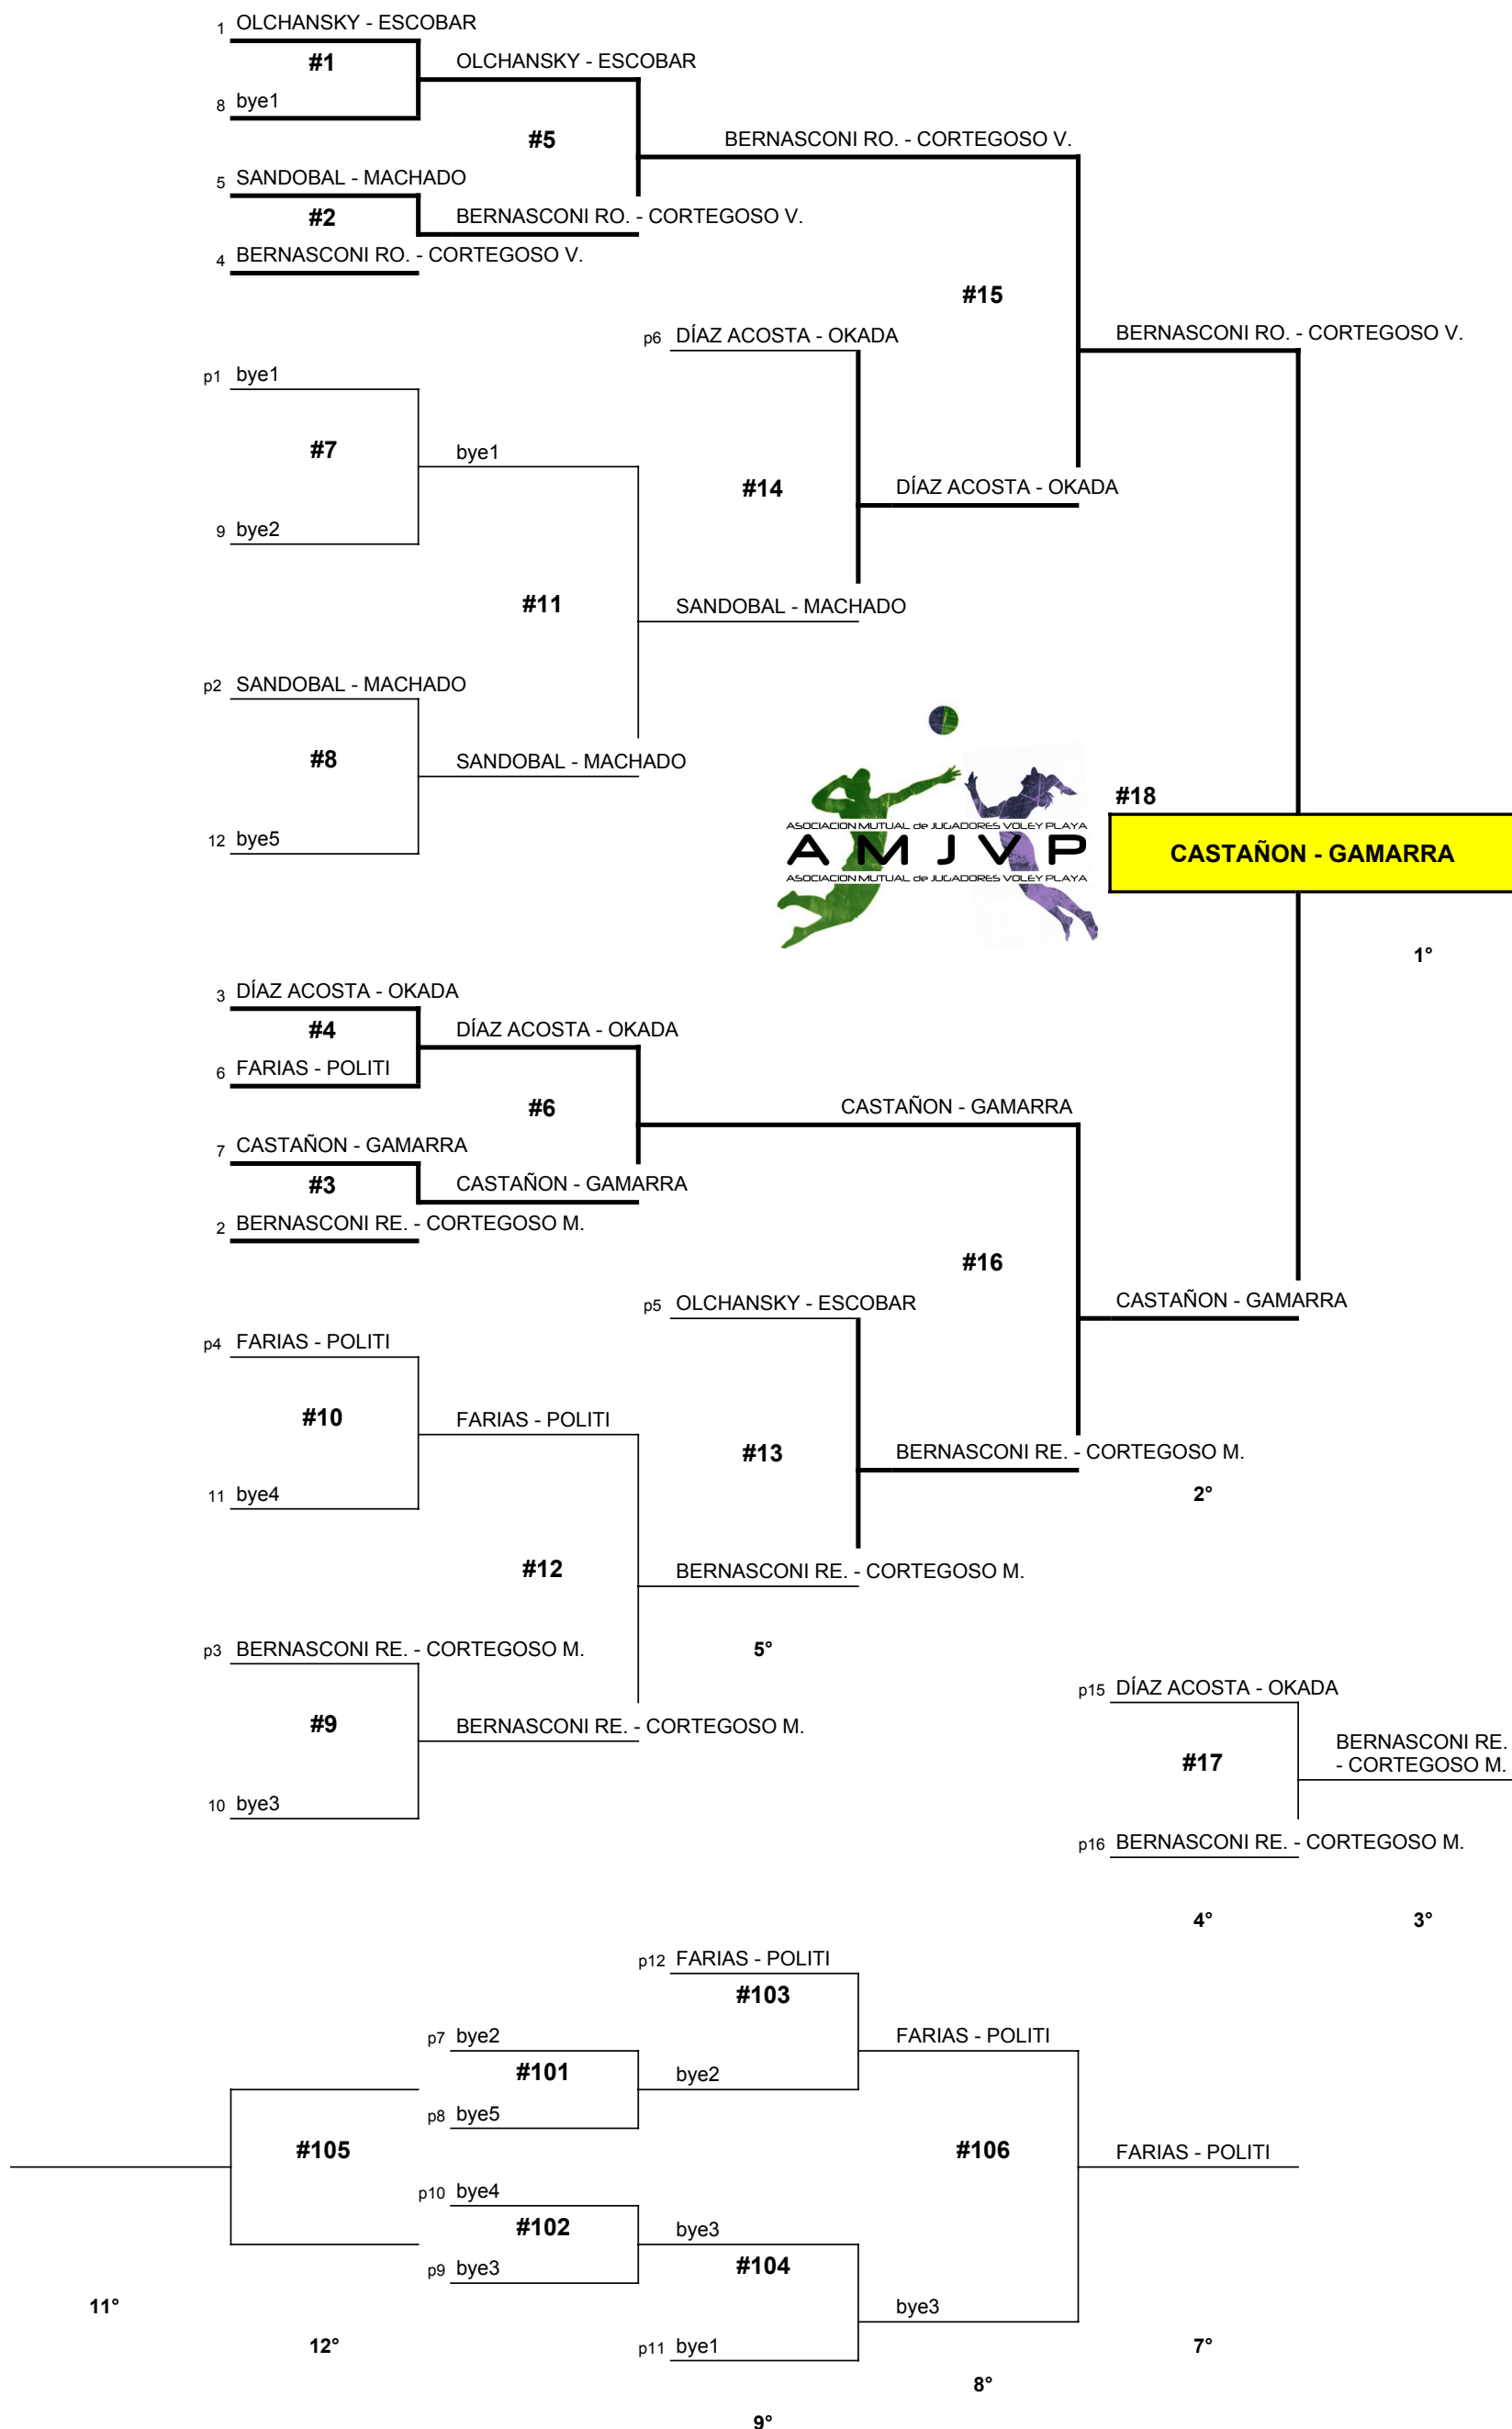 1 OLCHANSKY - ESCOBAR
#1 OLCHANSKY - ESCOBAR
8 bye1
#5 BERNASCONI RO. - CORTEGOSO V.
5 SANDOBAL - MACHADO
#2 BERNASCONI RO. - CORTEGOSO V.
4 BERNASCONI RO. - CORTEGOSO V.
#15
p6 DÍAZ ACOSTA - OKADA BERNASCONI RO. - CORTEGOSO V.
p1 bye1
#7 bye1
#14 DÍAZ ACOSTA - OKADA
9 bye2
#11 SANDOBAL - MACHADO
p2 SANDOBAL - MACHADO
#8 SANDOBAL - MACHADO
#18
ASOCIACION MUTUAL de JUGADORES VOLEY PLAYA
12 bye5
AMJVP CASTAÑON - GAMARRA
ASOCIACION MUTUAL de JUGADORES VOLEY PLAYA
1°
3 DÍAZ ACOSTA - OKADA
#4 DÍAZ ACOSTA - OKADA
6 FARIAS - POLITI
#6 CASTAÑON - GAMARRA
7 CASTAÑON - GAMARRA
#3 CASTAÑON - GAMARRA
2 BERNASCONI RE. - CORTEGOSO M.
#16
p5 OLCHANSKY - ESCOBAR CASTAÑON - GAMARRA
p4 FARIAS - POLITI
#10 FARIAS - POLITI
#13 BERNASCONI RE. - CORTEGOSO M.
11 bye4 2°
#12 BERNASCONI RE. - CORTEGOSO M.
p3 BERNASCONI RE. - CORTEGOSO M. 5°
p15 DÍAZ ACOSTA - OKADA
#9 BERNASCONI RE. - CORTEGOSO M.
BERNASCONI RE.
#17 - CORTEGOSO M.
10 bye3
p16 BERNASCONI RE. - CORTEGOSO M.
4° 3°
p12 FARIAS - POLITI
#103
p7 bye2 FARIAS - POLITI
#101 bye2
p8 bye5
#105 #106 FARIAS - POLITI
p10 bye4
#102 bye3
p9 bye3 #104
11° bye3
12° p11 bye1 7°
8°
9°